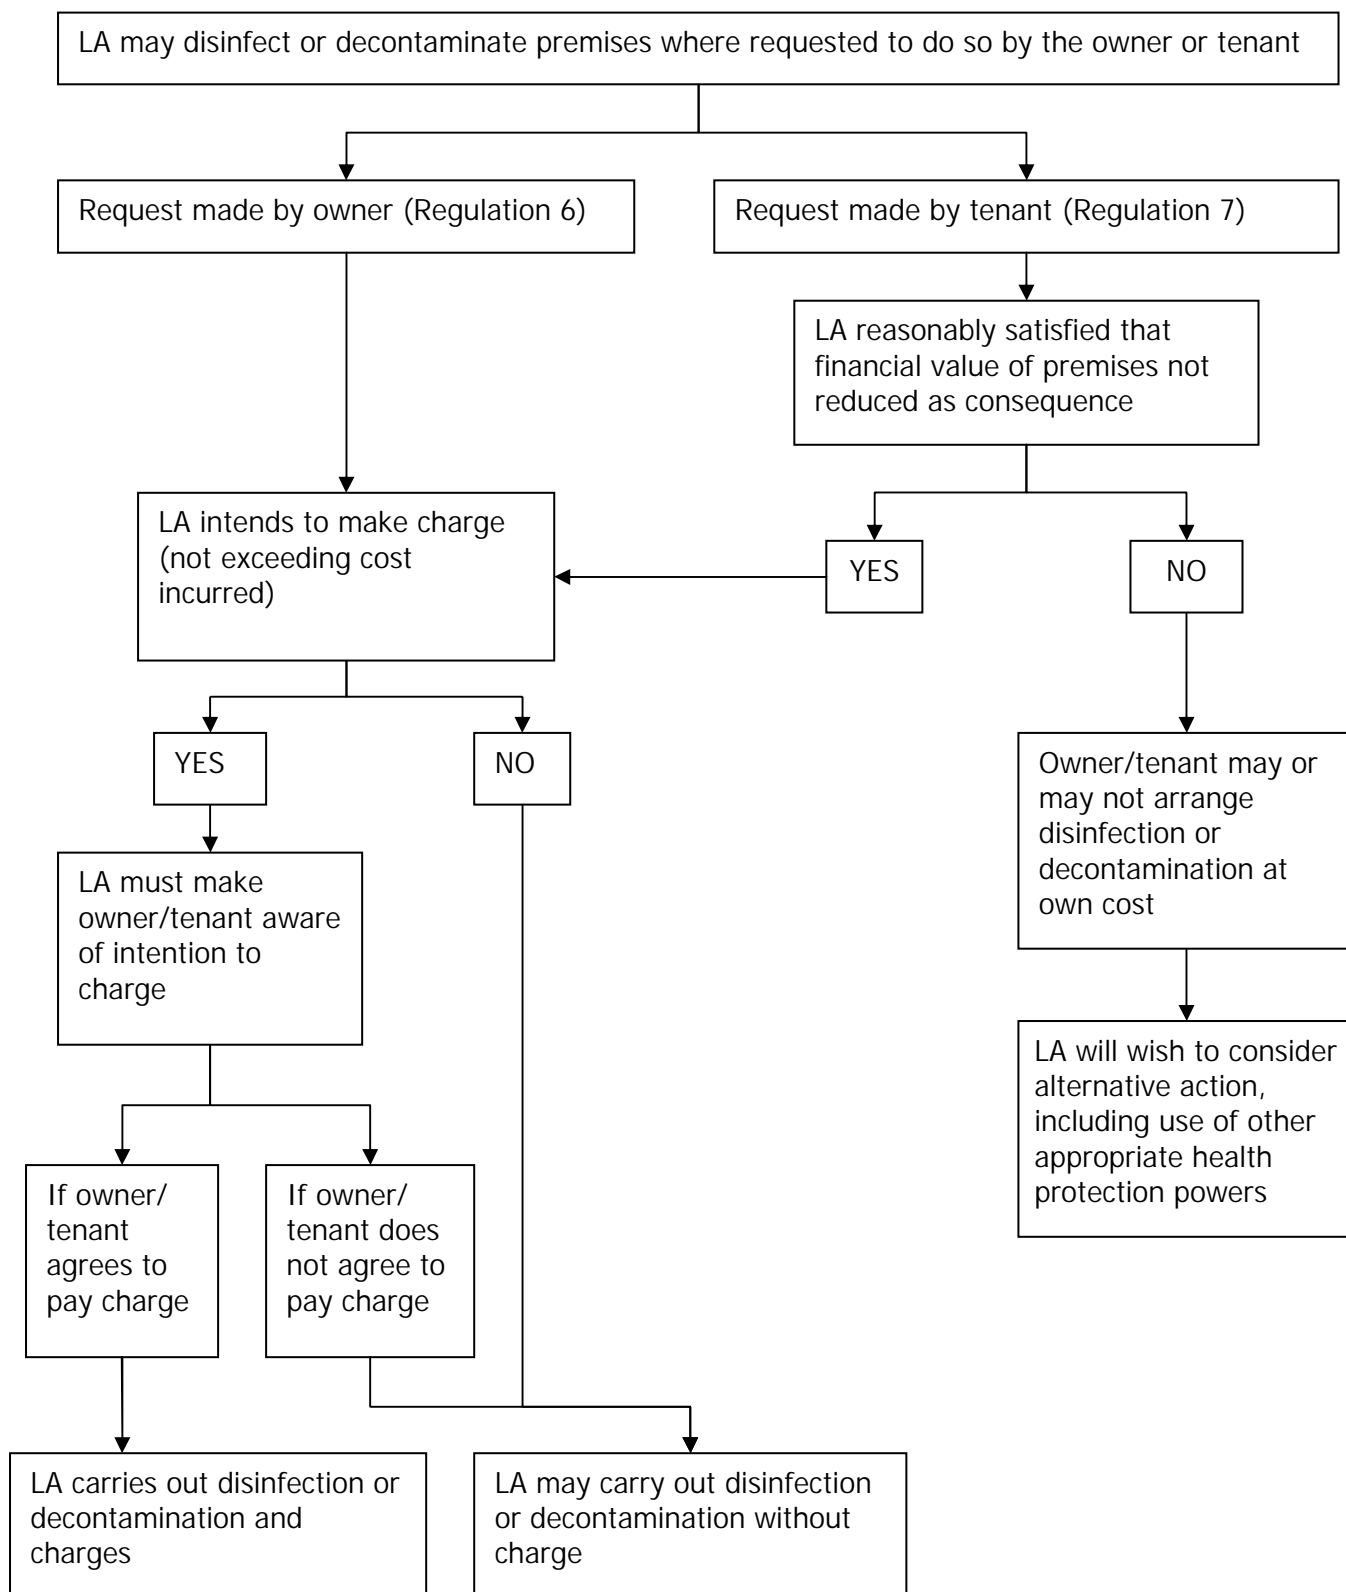 LA may disinfect or decontaminate premises where requested to do so by the owner or tenant
Request made by owner (Regulation 6)
Request made by tenant (Regulation 7)
LA reasonably satisfied that
financial value of premises not
reduced as consequence
LA intends to make charge
(not exceeding cost
incurred)
YES
NO
YES
NO
Owner/tenant may or
may not arrange
disinfection or
decontamination at
own cost
LA must make
owner/tenant aware
of intention to
charge
LA will wish to consider
alternative action,
including use of other
appropriate health
protection powers
If owner/
tenant
agrees to
pay charge
If owner/
tenant does
not agree to
pay charge
LA carries out disinfection or
decontamination and
charges
LA may carry out disinfection
or decontamination without
charge